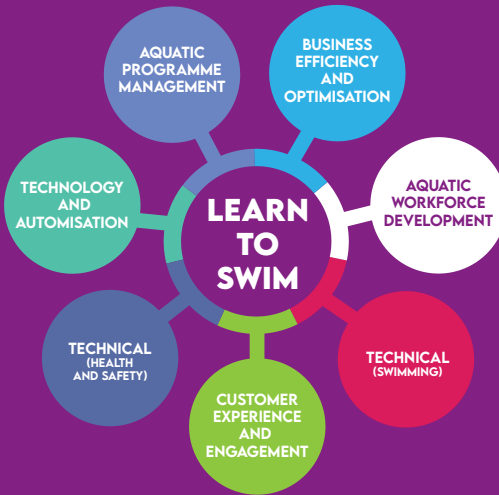 AQUATIC
PROGRAMME
MANAGEMENT
BUSINESS
EFFICIENCY
AND
OPTIMISATION
TECHNOLOGY
AND
AUTOMISATION
LEARN
TO
SWIM
AQUATIC
WORKFORCE
DEVELOPMENT
TECHNICAL
(HEALTH
AND SAFETY)
TECHNICAL
(SWIMMING)
CUSTOMER
EXPERIENCE
AND
ENGAGEMENT